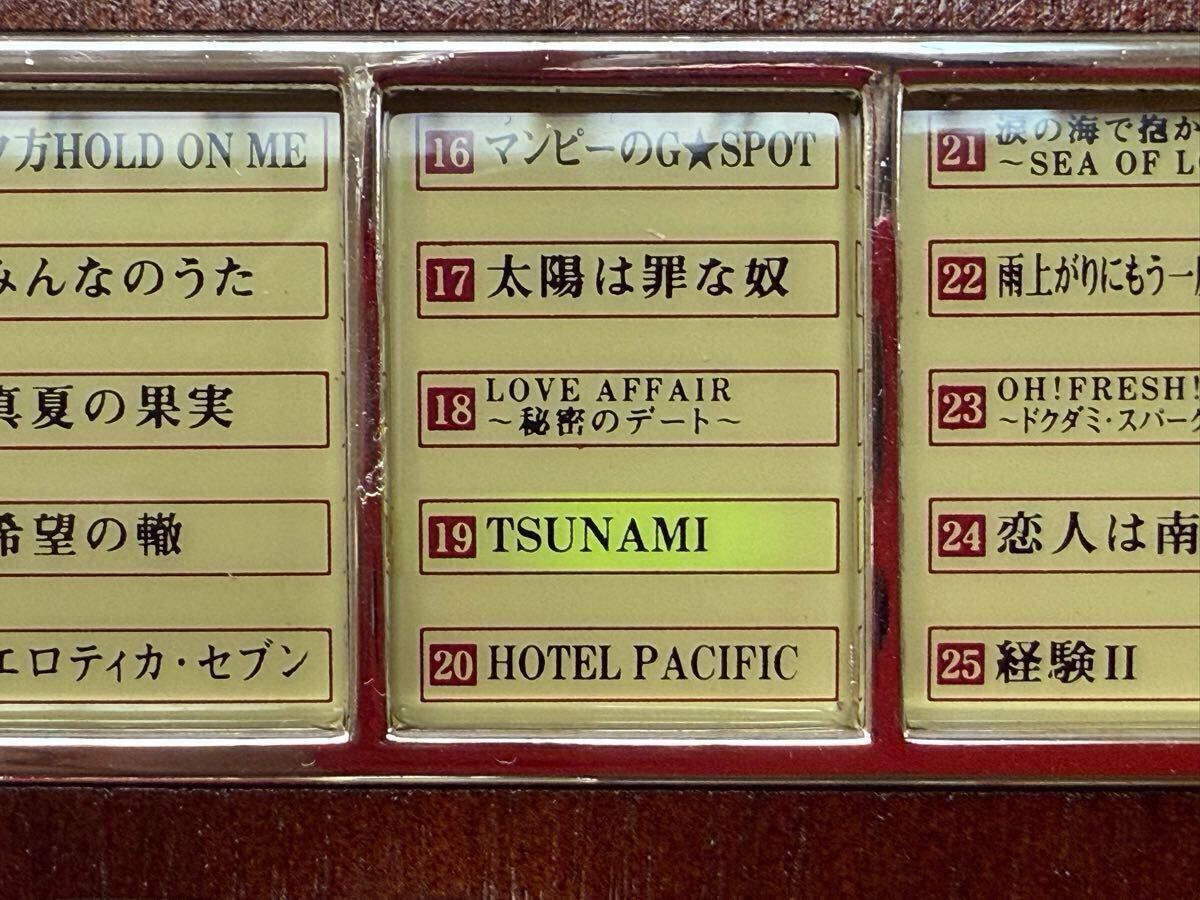 夕方HOLD ON ME
みんなのうた
真夏の果実
希望の轍
エロティカ・セブン
16 マンピーのG★SPOT
17 太陽は罪な奴
18 LOVE AFFAIR
～秘密のデート～
19 TSUNAMI
20 HOTEL PACIFIC
21 涙の海で抱か
～SEA OF L
22 雨上がりにもう一
23 OH!FRESH!
～ドクダミ・スパーク
24 恋人は南
25 経験II